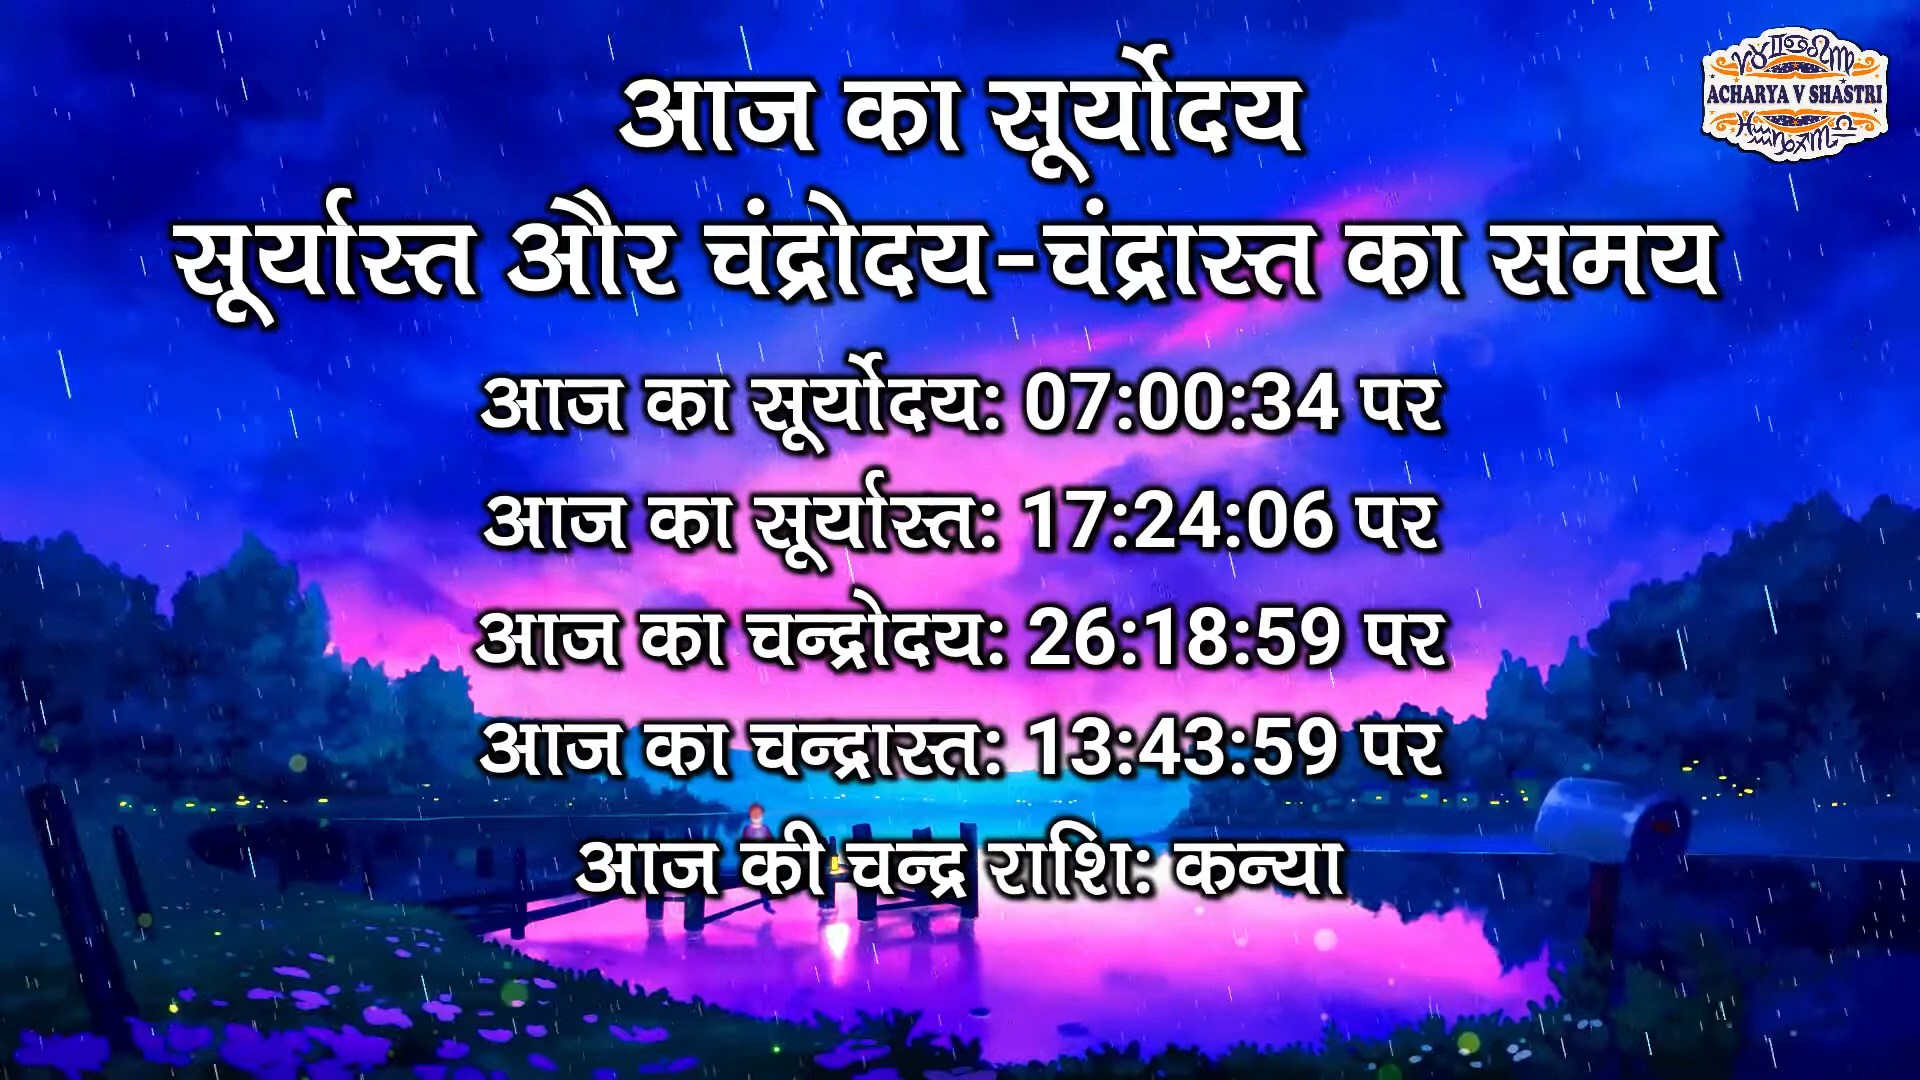 आज का सूर्योदय
सूर्यास्त और चंद्रोदय-चंद्रास्त का समय
आज का सूर्योदय: 07:00:34 पर
आज का सूर्यास्त: 17:24:06 पर
आज का चन्द्रोदय: 26:18:59 पर
आज का चन्द्रास्त: 13:43:59 पर
आज की चन्द्र राशि: कन्या
ACHARYA V SHASTRI